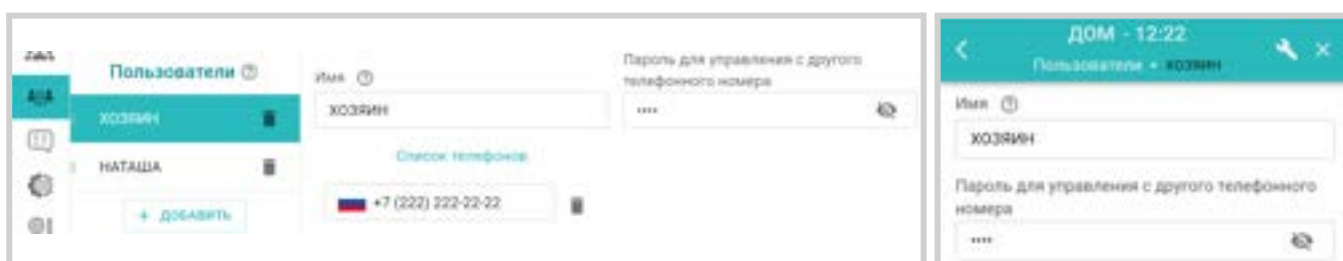 Пользователи
ХОЗЯИН
НАТАША
+ ДОБАВИТЬ
Имя
ХОЗЯИН
Список телефонов
+7 (222) 222-22-22
Пароль для управления с другого
телефонного номера
••••
ДОМ - 12:22
Пользователи • ХОЗЯИН
Имя
ХОЗЯИН
Пароль для управления с другого телефонного
номера
••••